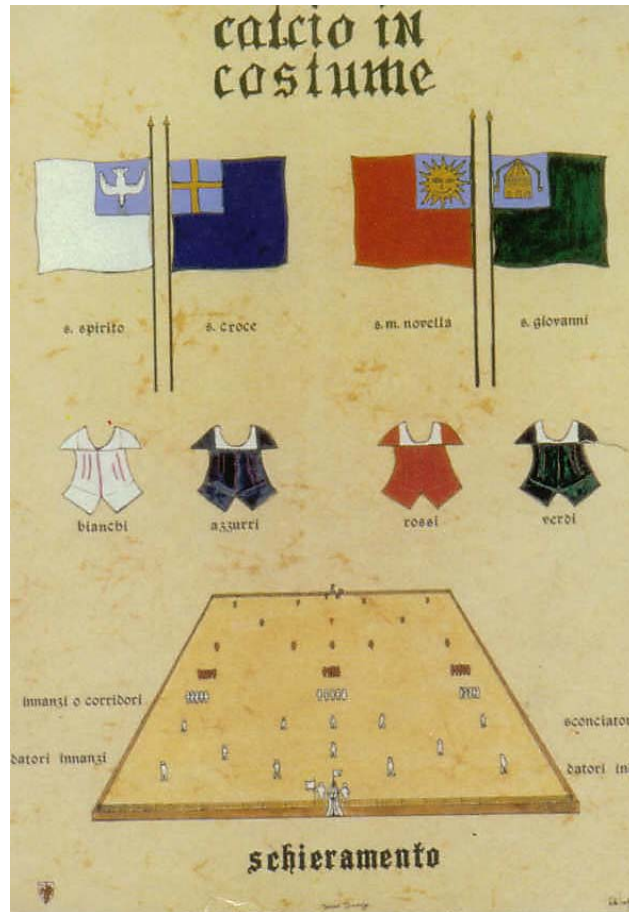 calcio in
costume
s. spirito
s. croce
s. m. novella
s. giovanni
bianchi
azzurri
rossi
verdi
innanzi o corridori
sconciator
datori innanzi
datori in
schieramento